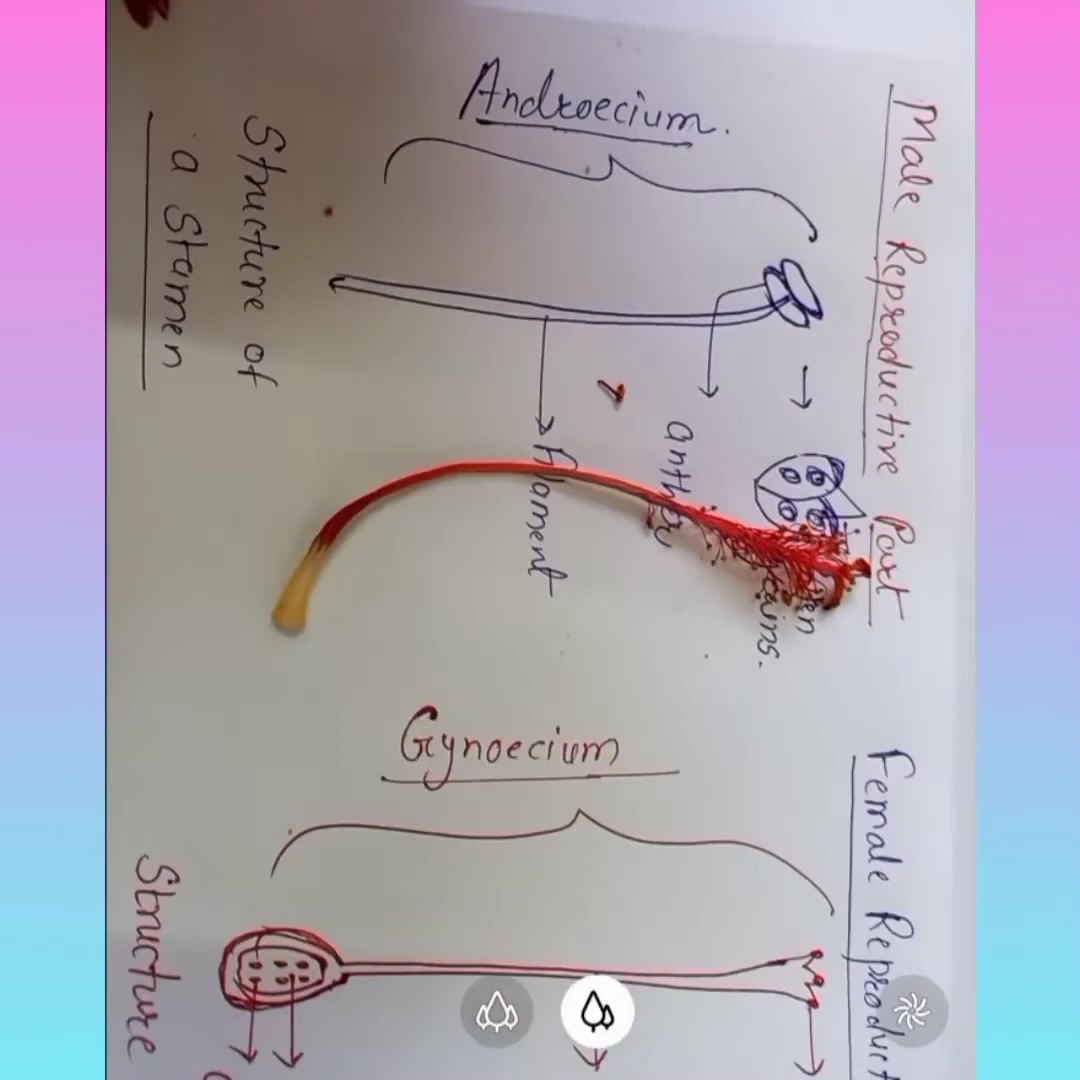 Male Reproductive Part
Androecium.
anther
filament
Structure of
a Stamen
Female Reproduct
Gynoecium
Structure